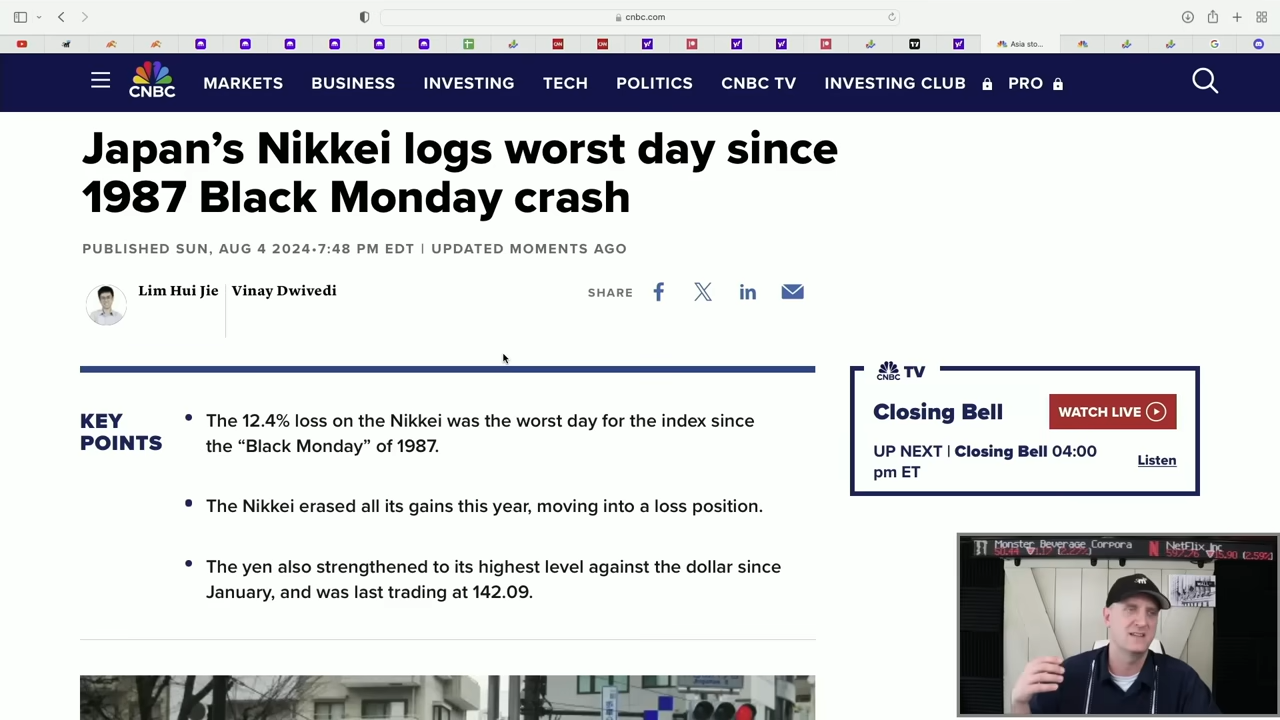 cnbc.com
Asia sto...
CNBC
MARKETS BUSINESS INVESTING TECH POLITICS CNBC TV INVESTING CLUB PRO
Japan’s Nikkei logs worst day since
1987 Black Monday crash
PUBLISHED SUN, AUG 4 2024•7:48 PM EDT | UPDATED MOMENTS AGO
Lim Hui Jie
Vinay Dwivedi
SHARE
KEY
POINTS
The 12.4% loss on the Nikkei was the worst day for the index since
the “Black Monday” of 1987.
The Nikkei erased all its gains this year, moving into a loss position.
The yen also strengthened to its highest level against the dollar since
January, and was last trading at 142.09.
CNBC TV
Closing Bell
WATCH LIVE
UP NEXT | Closing Bell 04:00
pm ET
Listen
Monster Beverage Corpora
NetFlix Inc